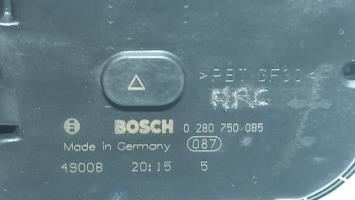 >PBT GF30<
BOSCH 0 280 750 085
Made in Germany 087
49008 20:15 5